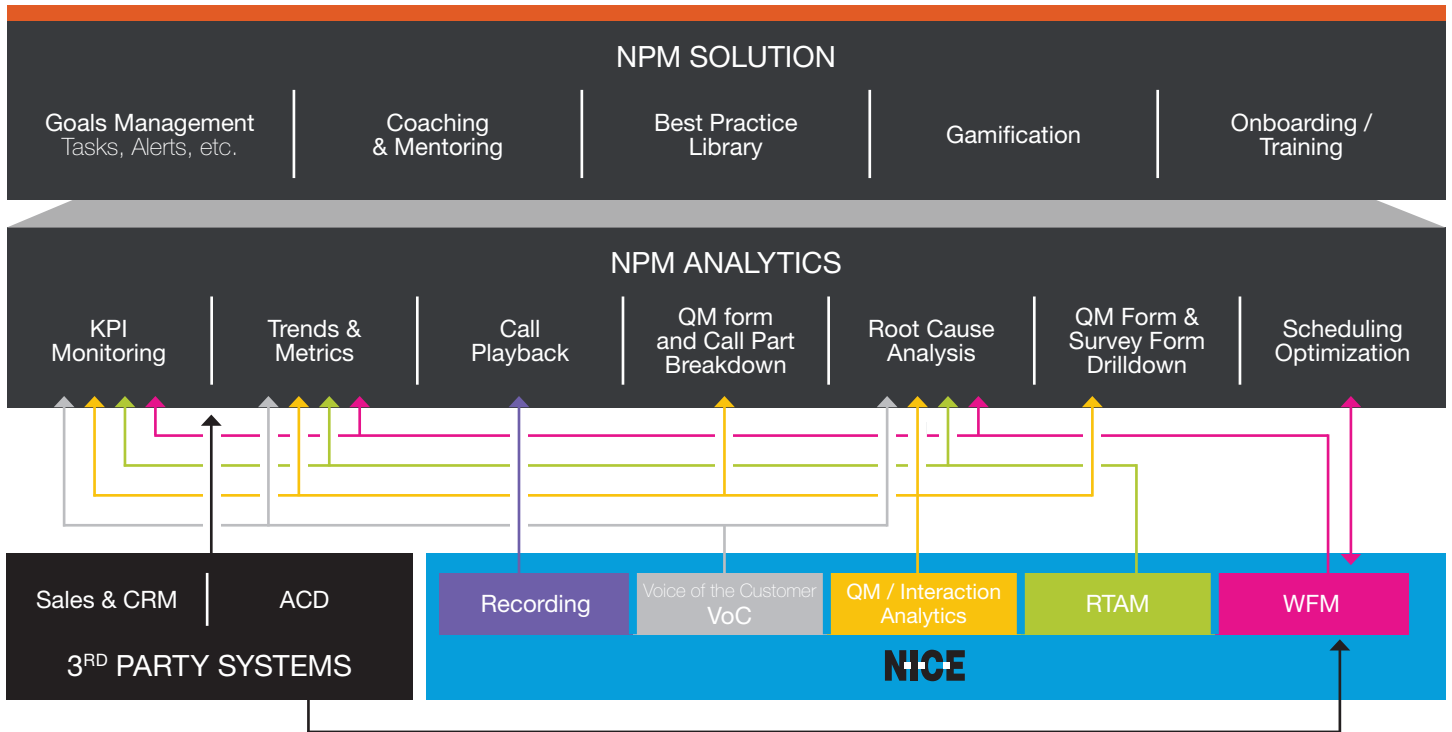 NPM SOLUTION
Goals Management
Tasks, Alerts, etc.
Coaching
& Mentoring
Best Practice
Library
Gamification
Onboarding /
Training
NPM ANALYTICS
KPI
Monitoring
Trends &
Metrics
Call
Playback
QM form
and Call Part
Breakdown
Root Cause
Analysis
QM Form &
Survey Form
Drilldown
Scheduling
Optimization
Sales & CRM
ACD
3RD PARTY SYSTEMS
Recording
Voice of the Customer
VoC
QM / Interaction
Analytics
RTAM
WFM
NICE